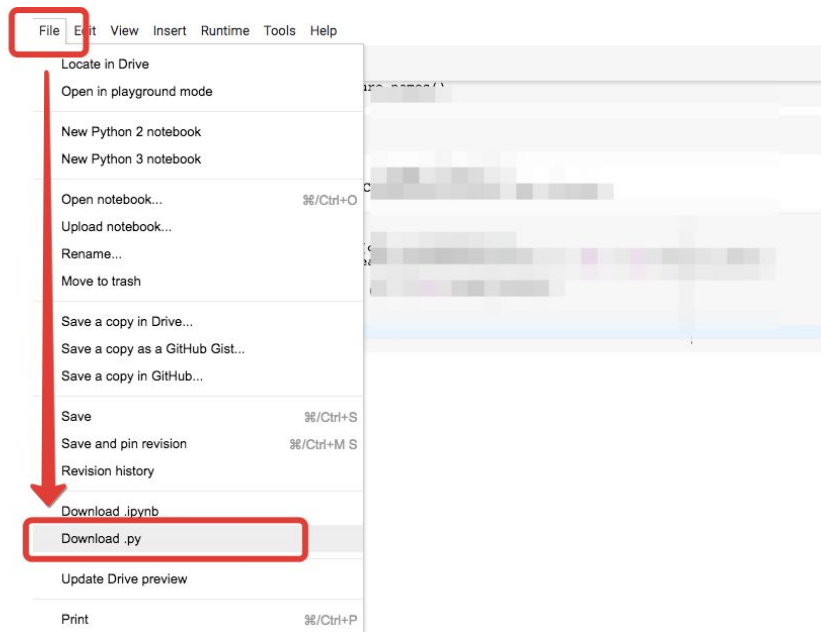 File Edit View Insert Runtime Tools Help
Locate in Drive
Open in playground mode
New Python 2 notebook
New Python 3 notebook
Open notebook... ⌘/Ctrl+O
Upload notebook...
Rename...
Move to trash
Save a copy in Drive...
Save a copy as a GitHub Gist...
Save a copy in GitHub...
Save ⌘/Ctrl+S
Save and pin revision ⌘/Ctrl+M S
Revision history
Download .ipynb
Download .py
Update Drive preview
Print ⌘/Ctrl+P